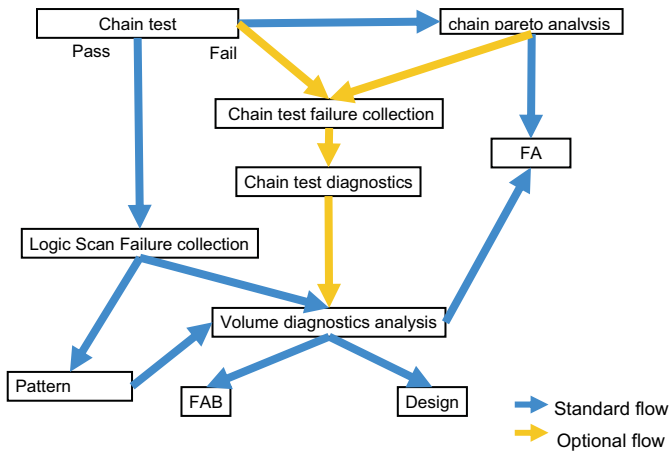 Chain test
chain pareto analysis
Pass
Fail
Chain test failure collection
FA
Chain test diagnostics
Logic Scan Failure collection
Volume diagnostics analysis
Pattern
FAB
Design
Standard flow
Optional flow